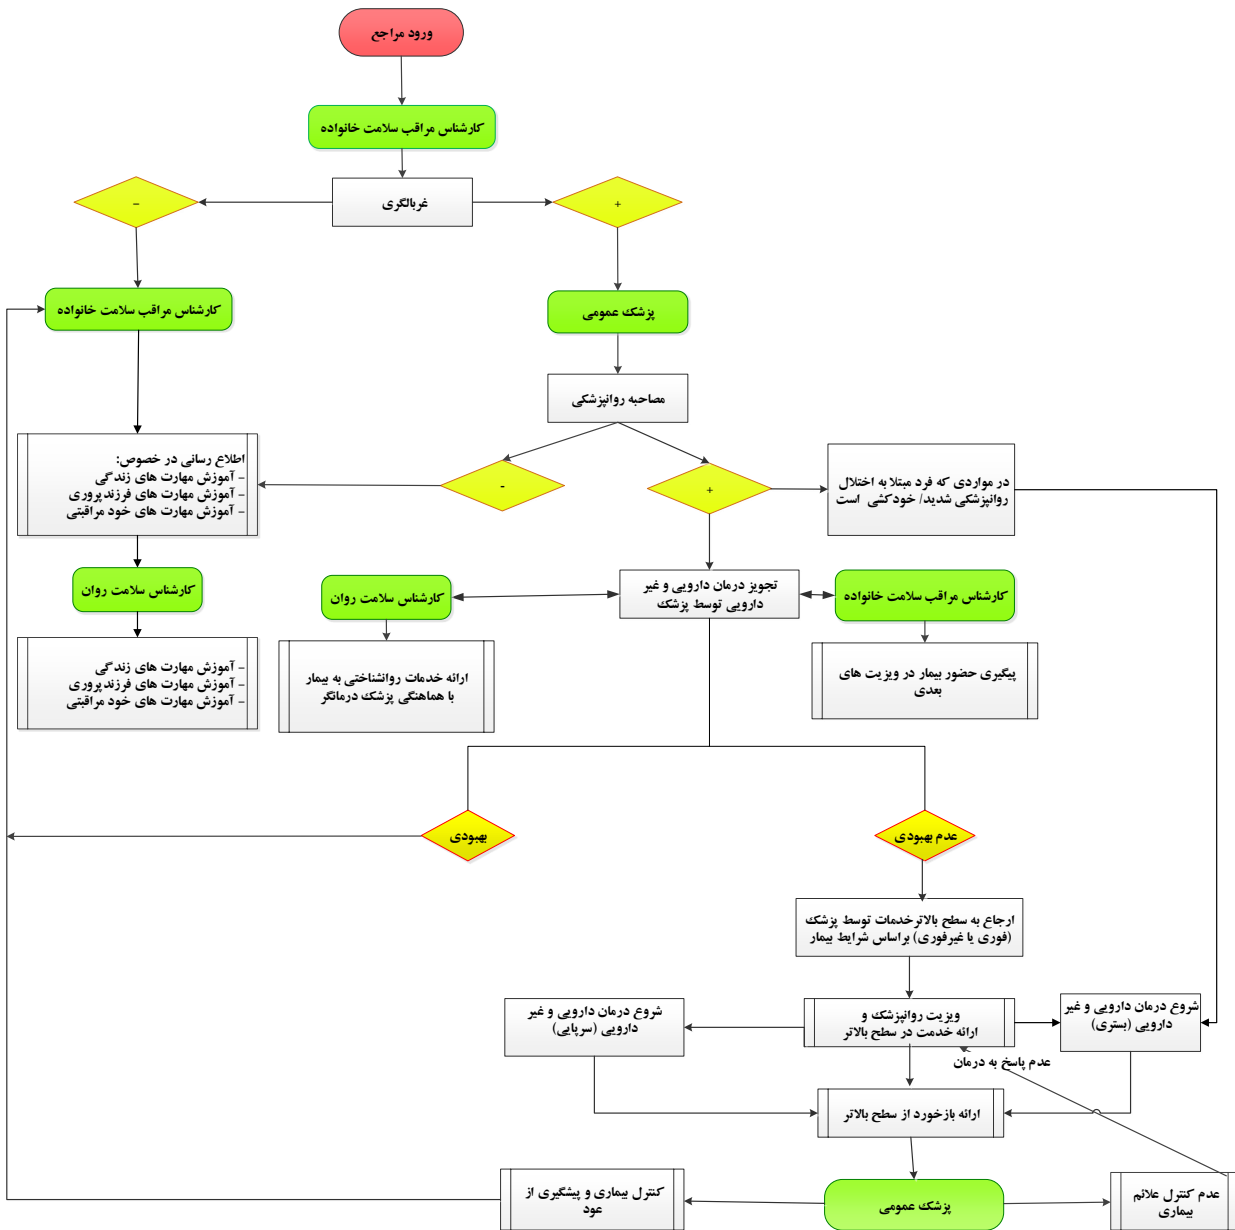 ورود مراجع
کارشناس مراقب سلامت خانواده
غربالگری
–
+
کارشناس مراقب سلامت خانواده
پزشک عمومی
مصاحبه روانپزشکی
اطلاع رسانی در خصوص:
– آموزش مهارت های زندگی
– آموزش مهارت های فرزندپروری
– آموزش مهارت های خود مراقبتی
-
+
در مواردی که فرد مبتلا به اختلال
روانپزشکی شدید/ خودکشی است
کارشناس سلامت روان
کارشناس سلامت روان
تجویز درمان دارویی و غیر
دارویی توسط پزشک
کارشناس مراقب سلامت خانواده
– آموزش مهارت های زندگی
– آموزش مهارت های فرزندپروری
– آموزش مهارت های خود مراقبتی
ارائه خدمات روانشناختی به بیمار
با هماهنگی پزشک درمانگر
پیگیری حضور بیمار در ویزیت های
بعدی
بهبودی
عدم بهبودی
ارجاع به سطح بالاترخدمات توسط پزشک
(فوری یا غیرفوری) براساس شرایط بیمار
شروع درمان دارویی و غیر
دارویی (سرپایی)
ویزیت روانپزشک و
ارائه خدمت در سطح بالاتر
شروع درمان دارویی و غیر
دارویی (بستری)
عدم پاسخ به درمان
ارائه بازخورد از سطح بالاتر
کنترل بیماری و پیشگیری از
عود
پزشک عمومی
عدم کنترل علائم
بیماری